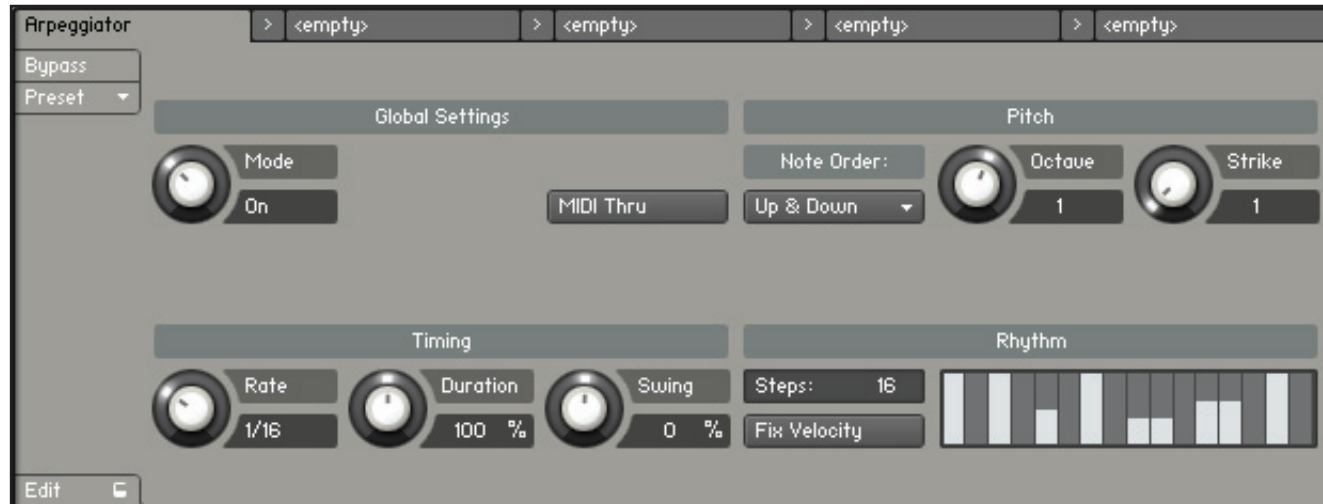 Arpeggiator > <empty> > <empty> > <empty> > <empty>
Bypass
Preset
Global Settings Pitch
Mode Note Order: Octave Strike
On MIDI Thru Up & Down 1 1
Timing Rhythm
Rate Duration Swing Steps: 16
1/16 100 % 0 % Fix Velocity
Edit